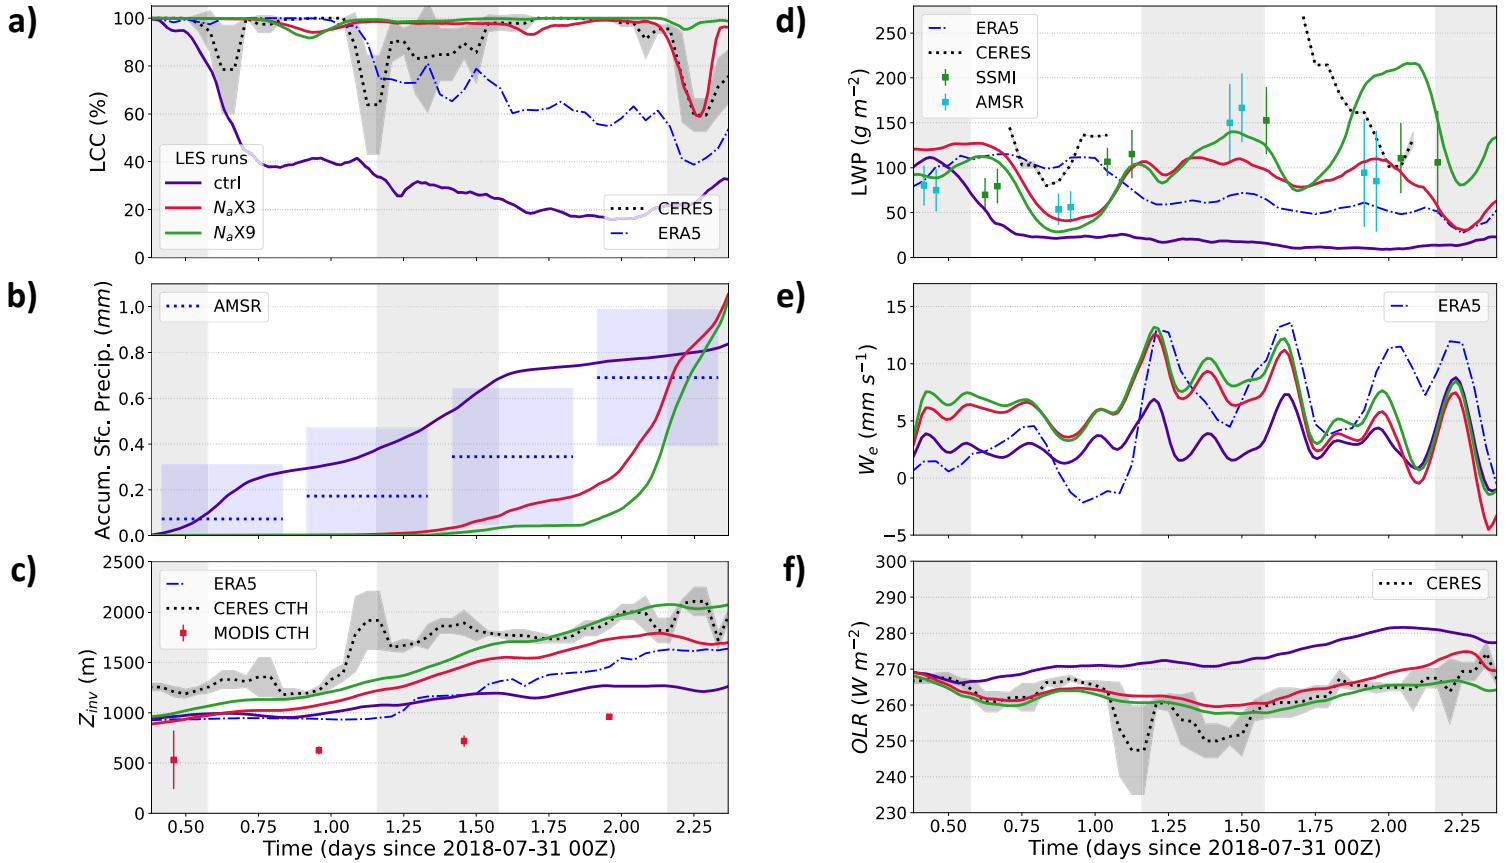 a)
LCC (%)
100
80
60
40
20
0
LES runs
ctrl
NaX3
NaX9
CERES
ERA5
b)
Accum. Sfc. Precip. (mm)
1.0
0.8
0.6
0.4
0.2
0.0
AMSR
c)
Zinv (m)
2500
2000
1500
1000
500
0
ERA5
CERES CTH
MODIS CTH
0.50 0.75 1.00 1.25 1.50 1.75 2.00 2.25
Time (days since 2018-07-31 00Z)
d)
LWP (g m−2)
250
200
150
100
50
0
ERA5
CERES
SSMI
AMSR
e)
We (mm s−1)
15
10
5
0
−5
ERA5
f)
OLR (W m−2)
300
290
280
270
260
250
240
230
CERES
0.50 0.75 1.00 1.25 1.50 1.75 2.00 2.25
Time (days since 2018-07-31 00Z)